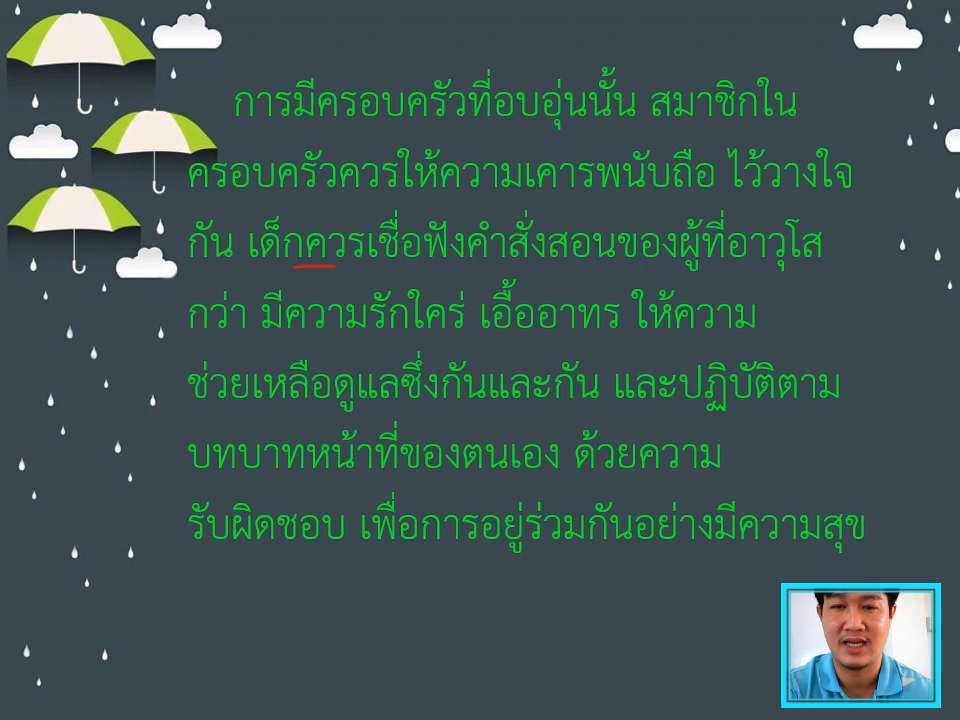 การมีครอบครัวที่อบอุ่นนั้น สมาชิกใน
ครอบครัวควรให้ความเคารพนับถือ ไว้วางใจ
กัน เด็กควรเชื่อฟังคำสั่งสอนของผู้ที่อาวุโส
กว่า มีความรักใคร่ เอื้ออาทร ให้ความ
ช่วยเหลือดูแลซึ่งกันและกัน และปฏิบัติตาม
บทบาทหน้าที่ของตนเอง ด้วยความ
รับผิดชอบ เพื่อการอยู่ร่วมกันอย่างมีความสุข